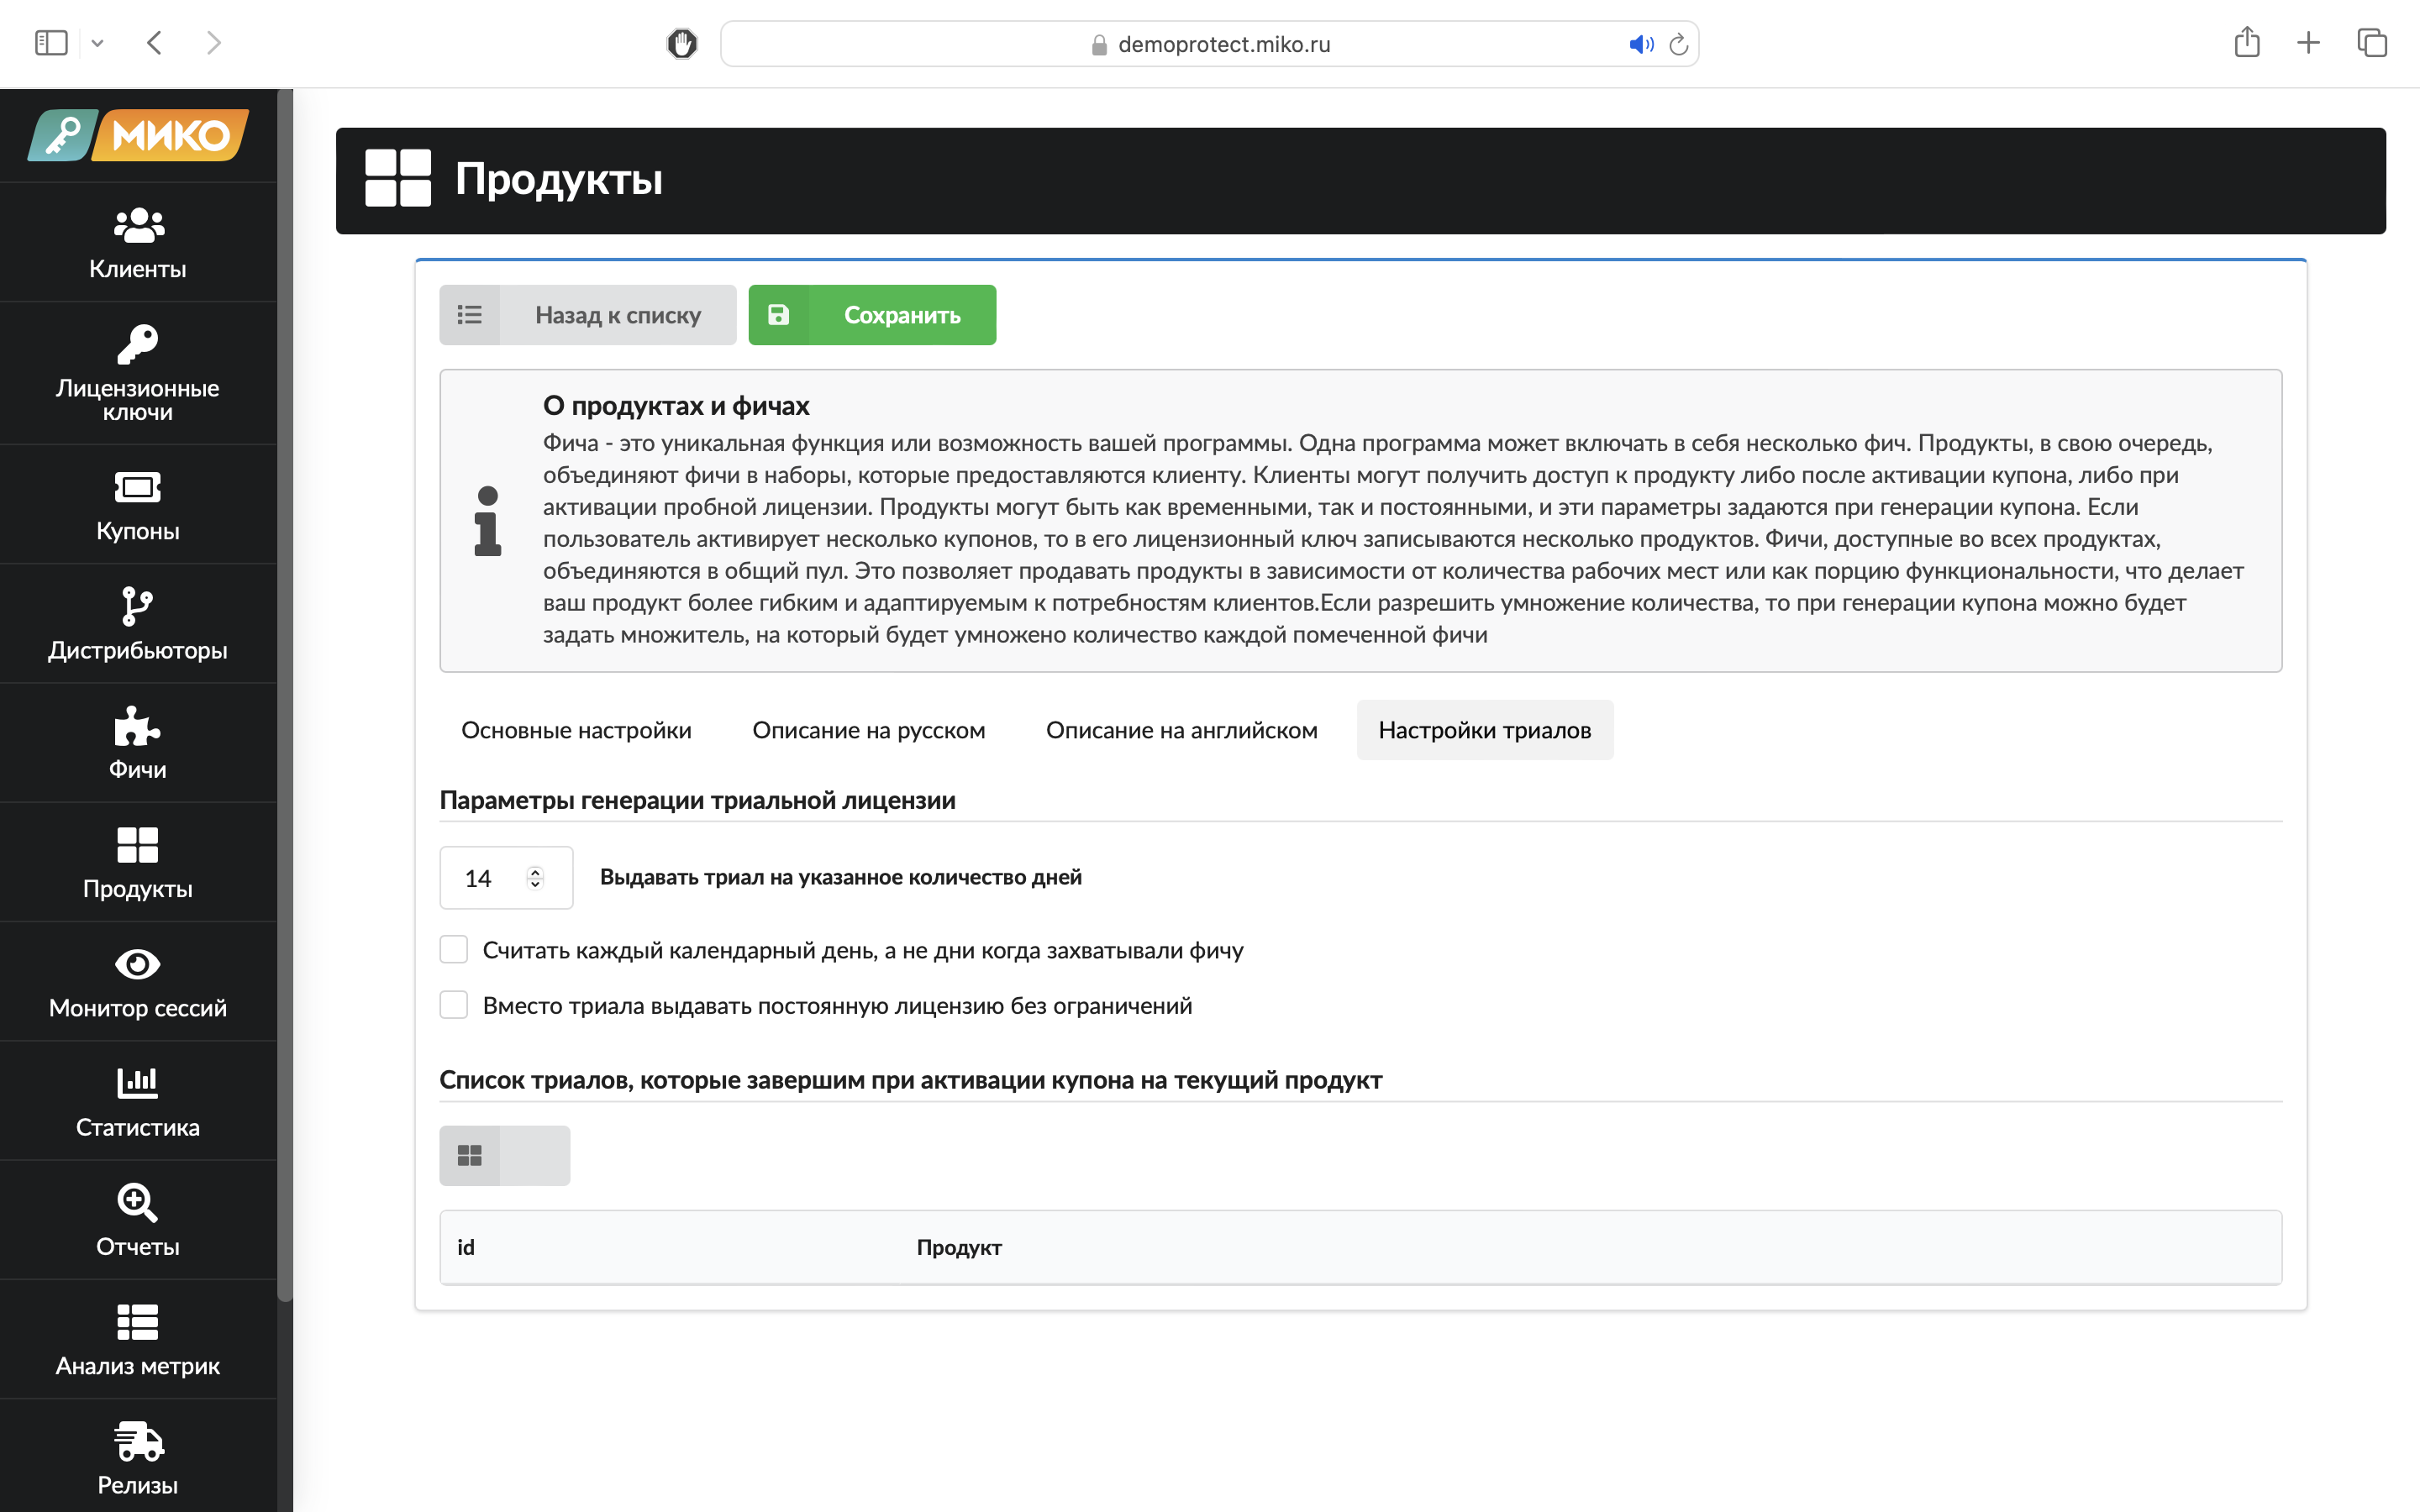 demoprotect.miko.ru
МИКО
Клиенты
Лицензионные
ключи
Купоны
Дистрибьюторы
Фичи
Продукты
Монитор сессий
Статистика
Отчеты
Анализ метрик
Релизы
Продукты
Назад к списку
Сохранить
О продуктах и фичах
Фича - это уникальная функция или возможность вашей программы. Одна программа может включать в себя несколько фич. Продукты, в свою очередь,
объединяют фичи в наборы, которые предоставляются клиенту. Клиенты могут получить доступ к продукту либо после активации купона, либо при
активации пробной лицензии. Продукты могут быть как временными, так и постоянными, и эти параметры задаются при генерации купона. Если
пользователь активирует несколько купонов, то в его лицензионный ключ записываются несколько продуктов. Фичи, доступные во всех продуктах,
объединяются в общий пул. Это позволяет продавать продукты в зависимости от количества рабочих мест или как порцию функциональности, что делает
ваш продукт более гибким и адаптируемым к потребностям клиентов.Если разрешить умножение количества, то при генерации купона можно будет
задать множитель, на который будет умножено количество каждой помеченной фичи
Основные настройки
Описание на русском
Описание на английском
Настройки триалов
Параметры генерации триальной лицензии
14
Выдавать триал на указанное количество дней
Считать каждый календарный день, а не дни когда захватывали фичу
Вместо триала выдавать постоянную лицензию без ограничений
Список триалов, которые завершим при активации купона на текущий продукт
id
Продукт